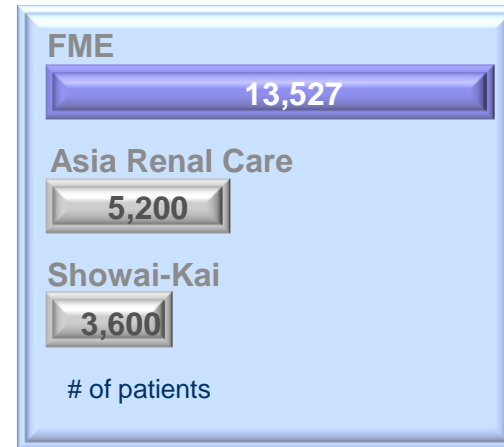 FME
13,527
Asia Renal Care
5,200
Showai-Kai
3,600
# of patients